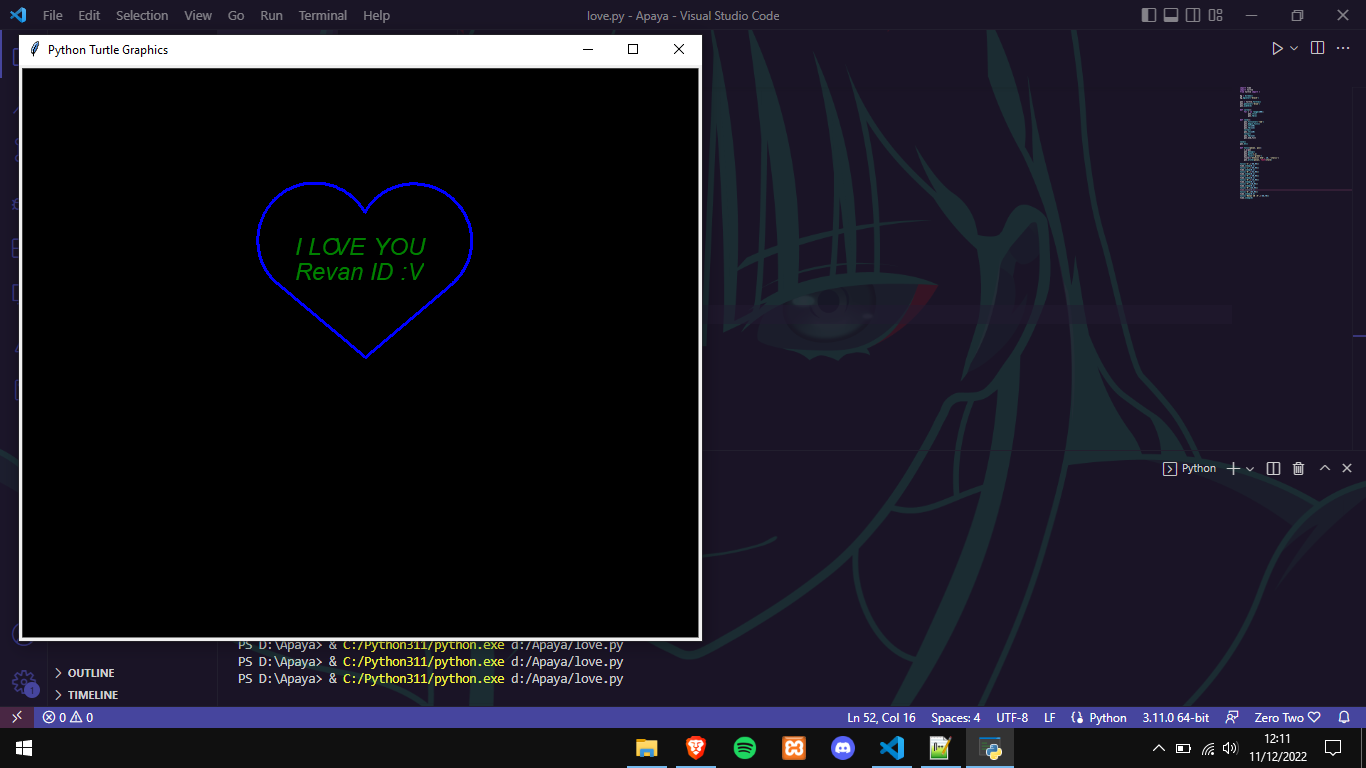 File Edit Selection View Go Run Terminal Help
love.py - Apaya - Visual Studio Code
Python Turtle Graphics
I LOVE YOU
Revan ID :V
Python
PS D:\Apaya> & C:/Python311/python.exe d:/Apaya/love.py
PS D:\Apaya> & C:/Python311/python.exe d:/Apaya/love.py
PS D:\Apaya> & C:/Python311/python.exe d:/Apaya/love.py
OUTLINE
TIMELINE
1
0 0
Ln 52, Col 16 Spaces: 4 UTF-8 LF Python 3.11.0 64-bit Zero Two
12:11
11/12/2022